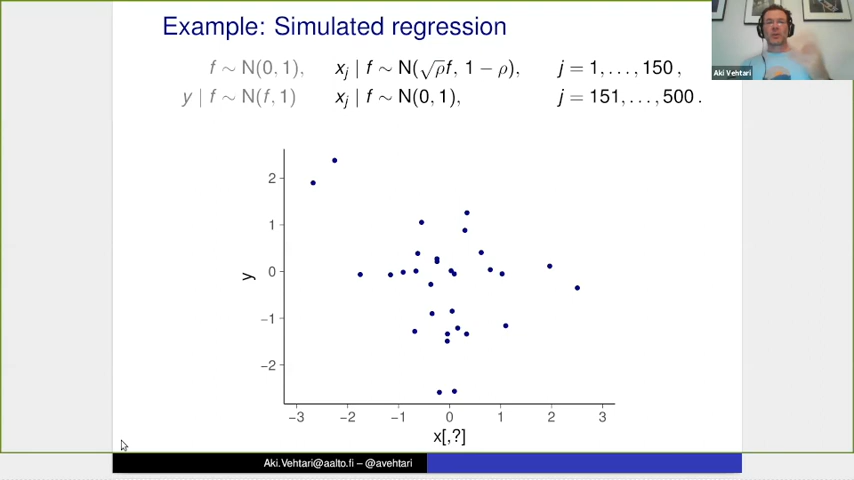 Example: Simulated regression
f ∼ N(0, 1), xj | f ∼ N(√ρf, 1 − ρ), j = 1, . . . , 150 ,
y | f ∼ N(f, 1) xj | f ∼ N(0, 1), j = 151, . . . , 500 .
Aki Vehtari
2
1
0
−1
−2
y
−3 −2 −1 0 1 2 3
x[,?]
Aki.Vehtari@aalto.fi – @avehtari